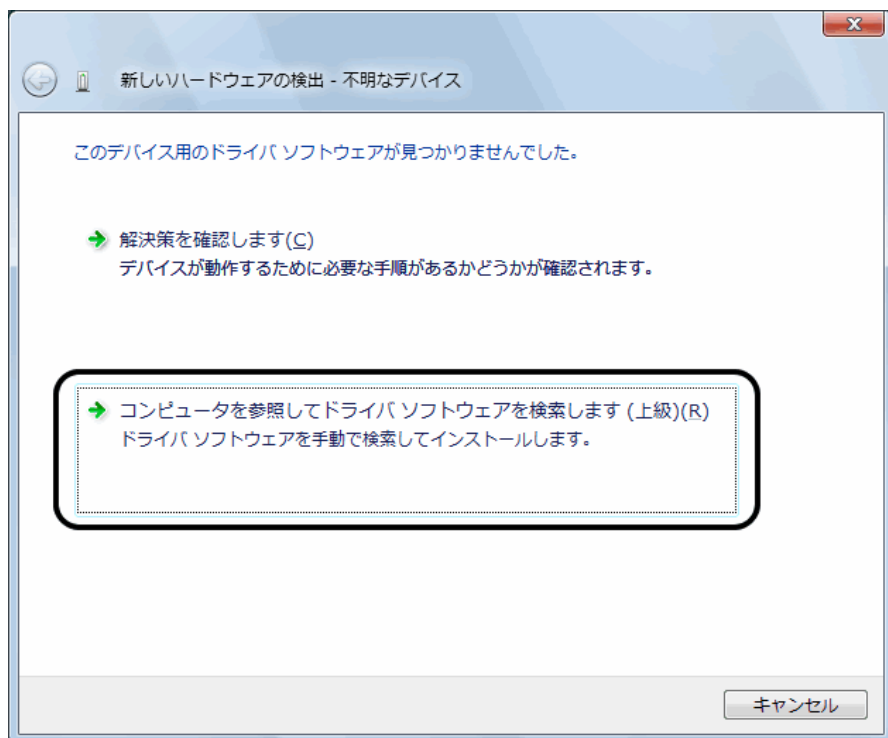 新しいハードウェアの検出 - 不明なデバイス
このデバイス用のドライバ ソフトウェアが見つかりませんでした。
解決策を確認します(C)
デバイスが動作するために必要な手順があるかどうかが確認されます。
コンピュータを参照してドライバ ソフトウェアを検索します (上級)(R)
ドライバ ソフトウェアを手動で検索してインストールします。
キャンセル